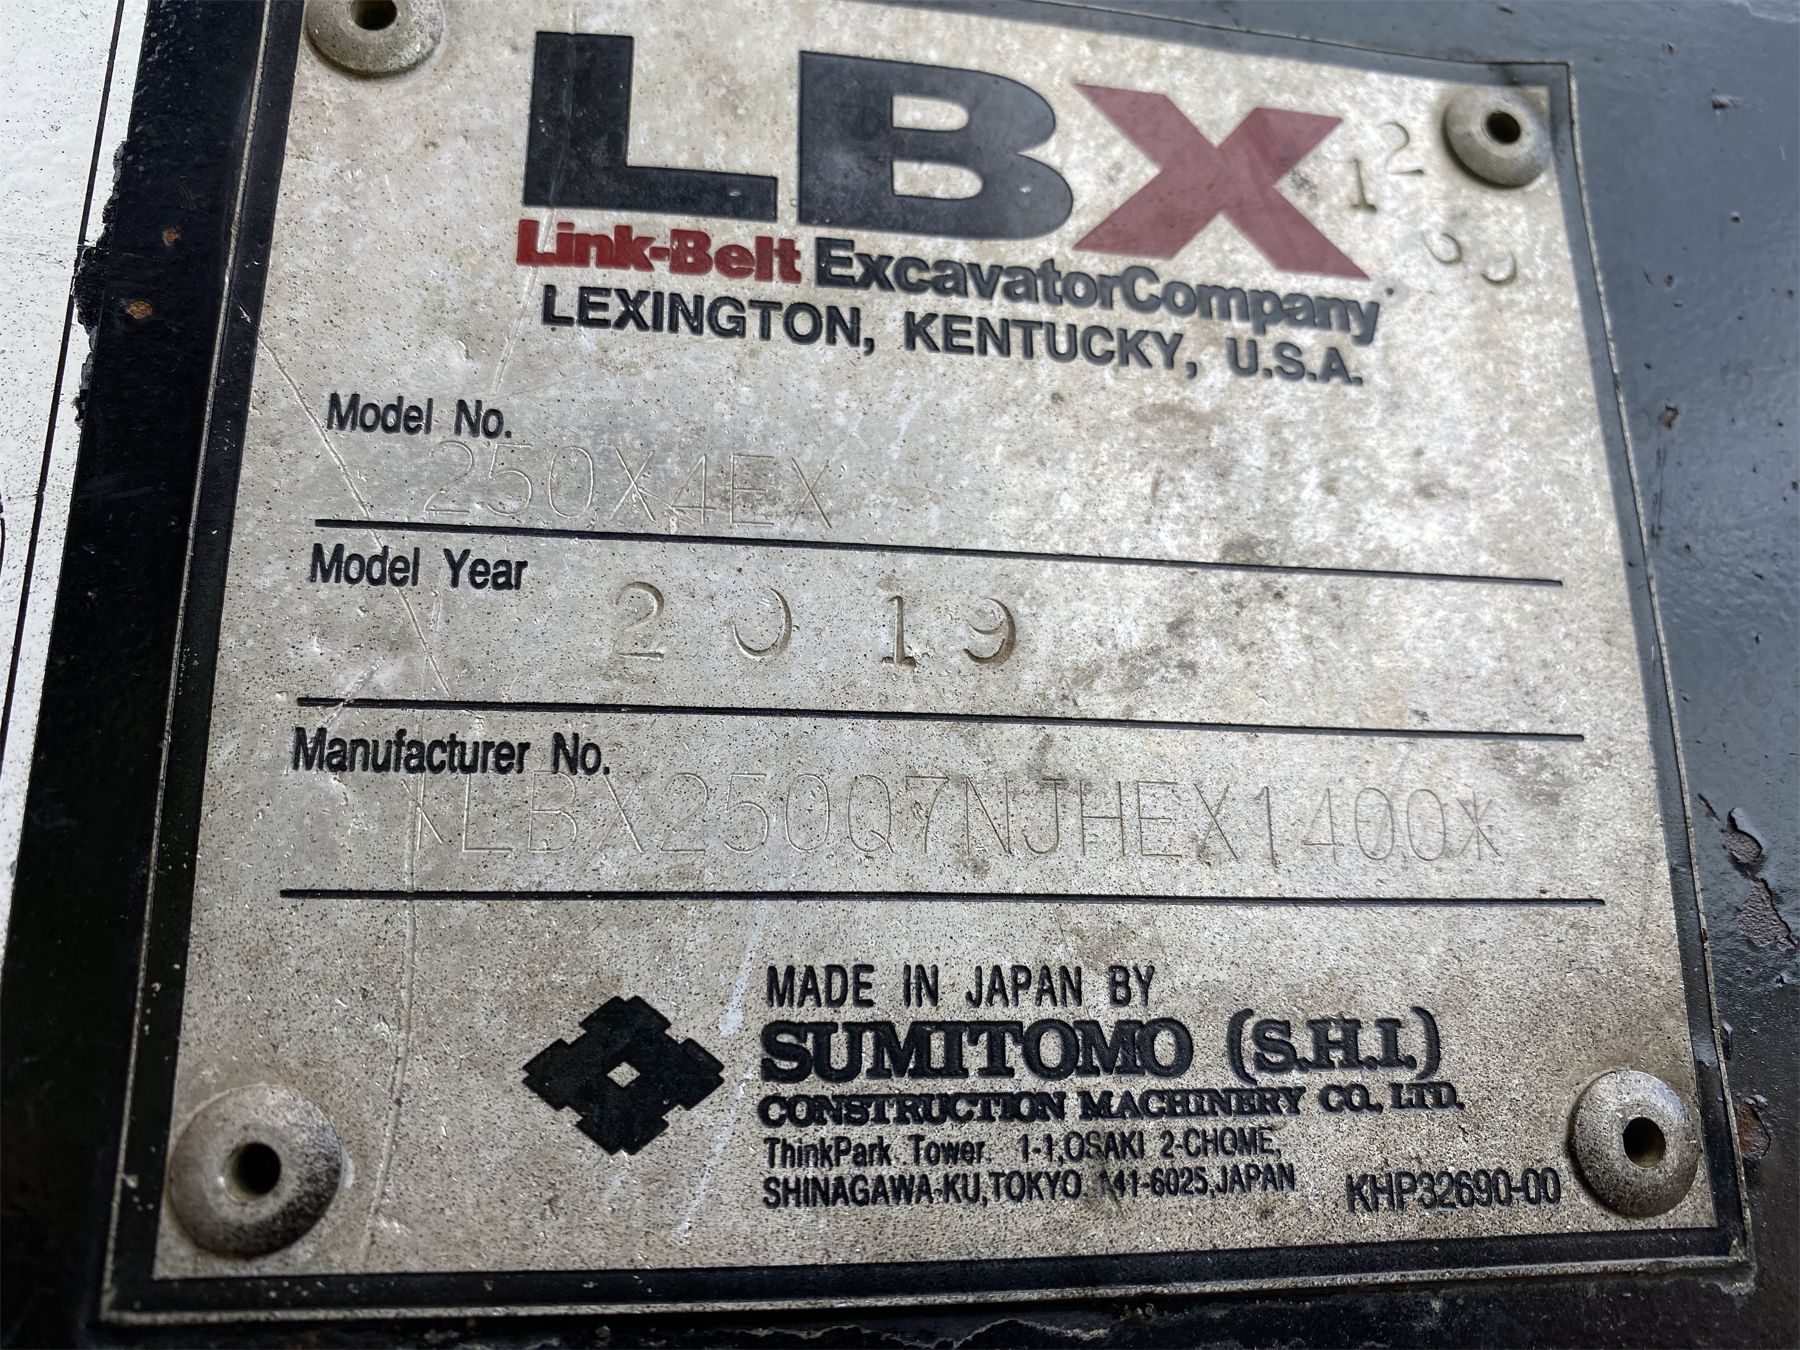 LBX
12
Link-Belt ExcavatorCompany
LEXINGTON, KENTUCKY, U.S.A.
Model No.
250X4EX
Model Year
2019
Manufacturer No.
*LBX250Q7NJHEX1400*
MADE IN JAPAN BY
SUMITOMO (S.H.I.)
CONSTRUCTION MACHINERY CO., LTD.
ThinkPark Tower. 1-1,OSAKI 2-CHOME,
SHINAGAWA-KU,TOKYO 141-6025,JAPAN
KHP32690-00